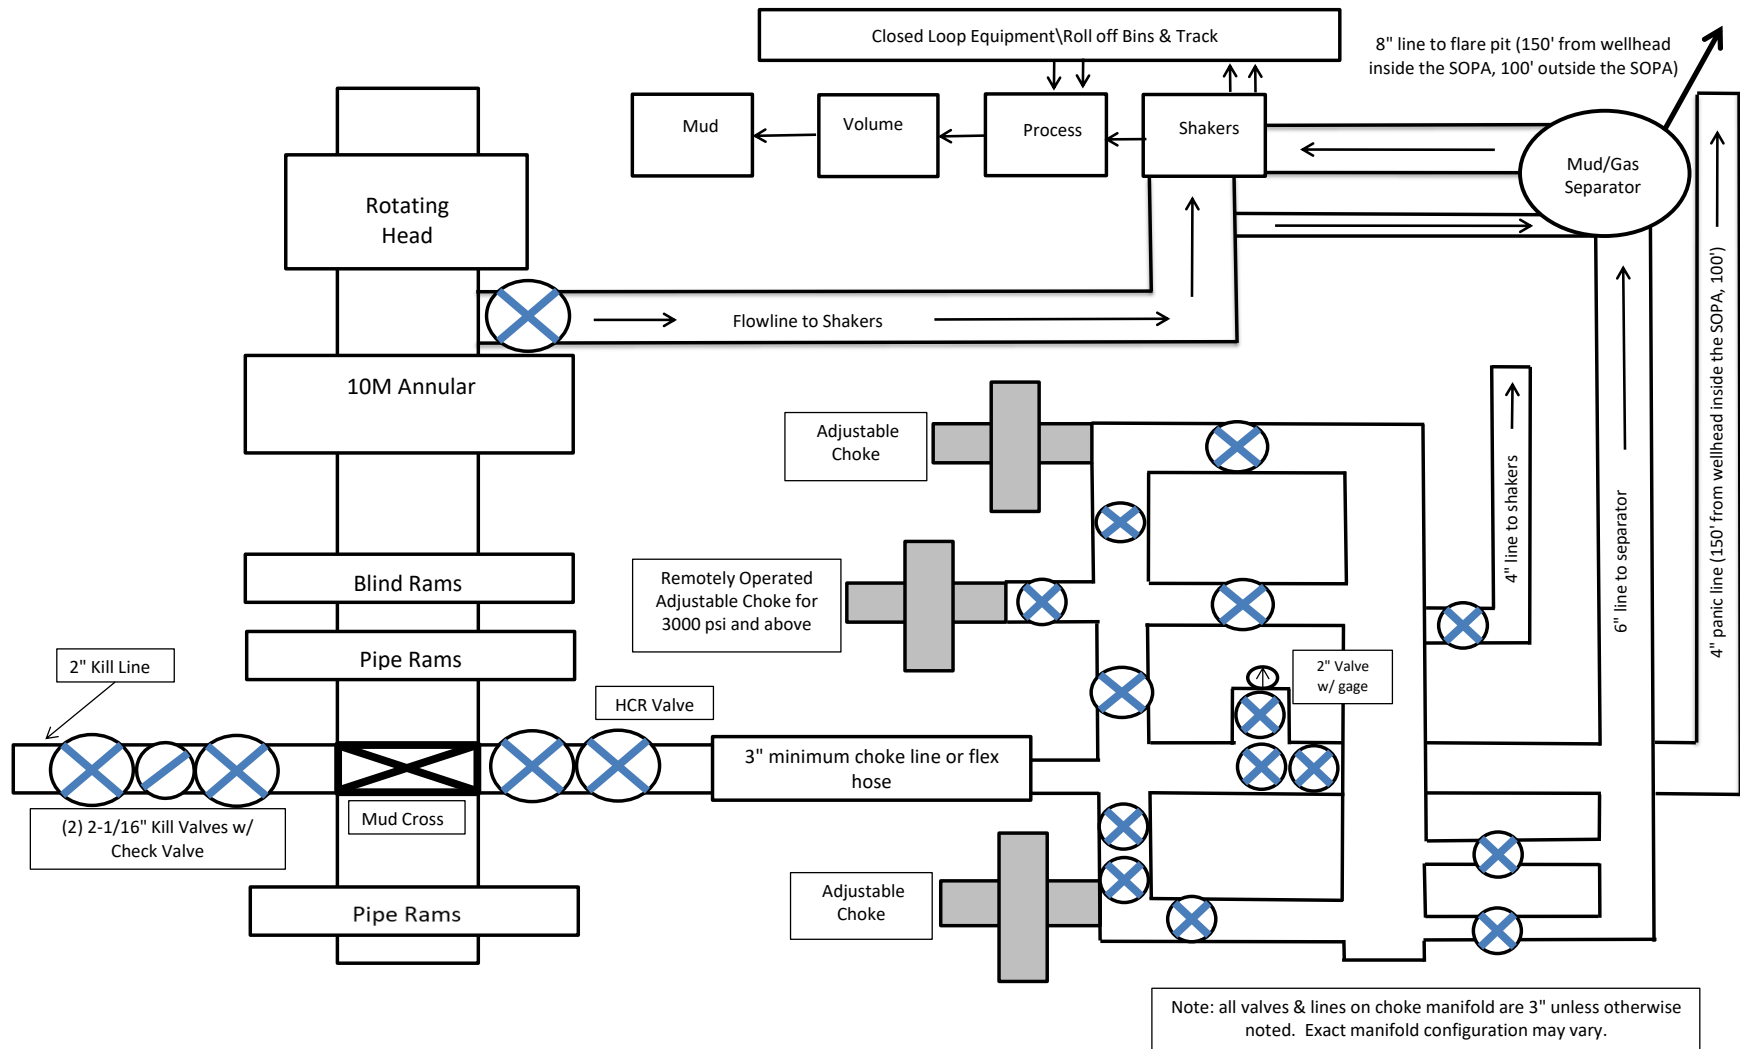 Closed Loop Equipment\Roll off Bins & Track
8" line to flare pit (150' from wellhead
inside the SOPA, 100' outside the SOPA)
Mud
Volume
Process
Shakers
Mud/Gas
Separator
Rotating
Head
Flowline to Shakers
10M Annular
Adjustable
Choke
4" line to shakers
6" line to separator
4" panic line (150' from wellhead inside the SOPA, 100')
Blind Rams
Remotely Operated
Adjustable Choke for
3000 psi and above
Pipe Rams
2" Kill Line
2" Valve
w/ gage
HCR Valve
3" minimum choke line or flex
hose
(2) 2-1/16" Kill Valves w/
Check Valve
Mud Cross
Adjustable
Choke
Pipe Rams
Note: all valves & lines on choke manifold are 3" unless otherwise
noted.  Exact manifold configuration may vary.